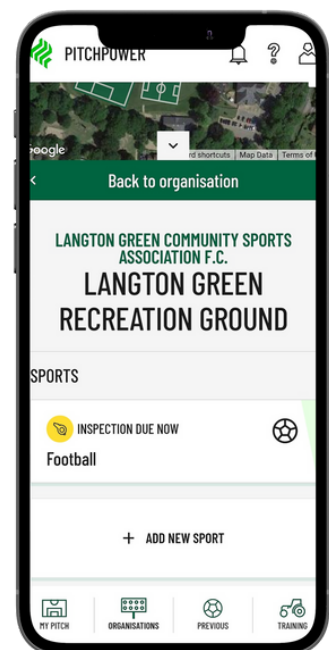 PITCHPOWER
?
Google
rd shortcuts Map Data Terms of
Back to organisation
LANGTON GREEN COMMUNITY SPORTS
ASSOCIATION F.C.
LANGTON GREEN
RECREATION GROUND
SPORTS
INSPECTION DUE NOW
Football
+ ADD NEW SPORT
MY PITCH ORGANISATIONS PREVIOUS TRAINING